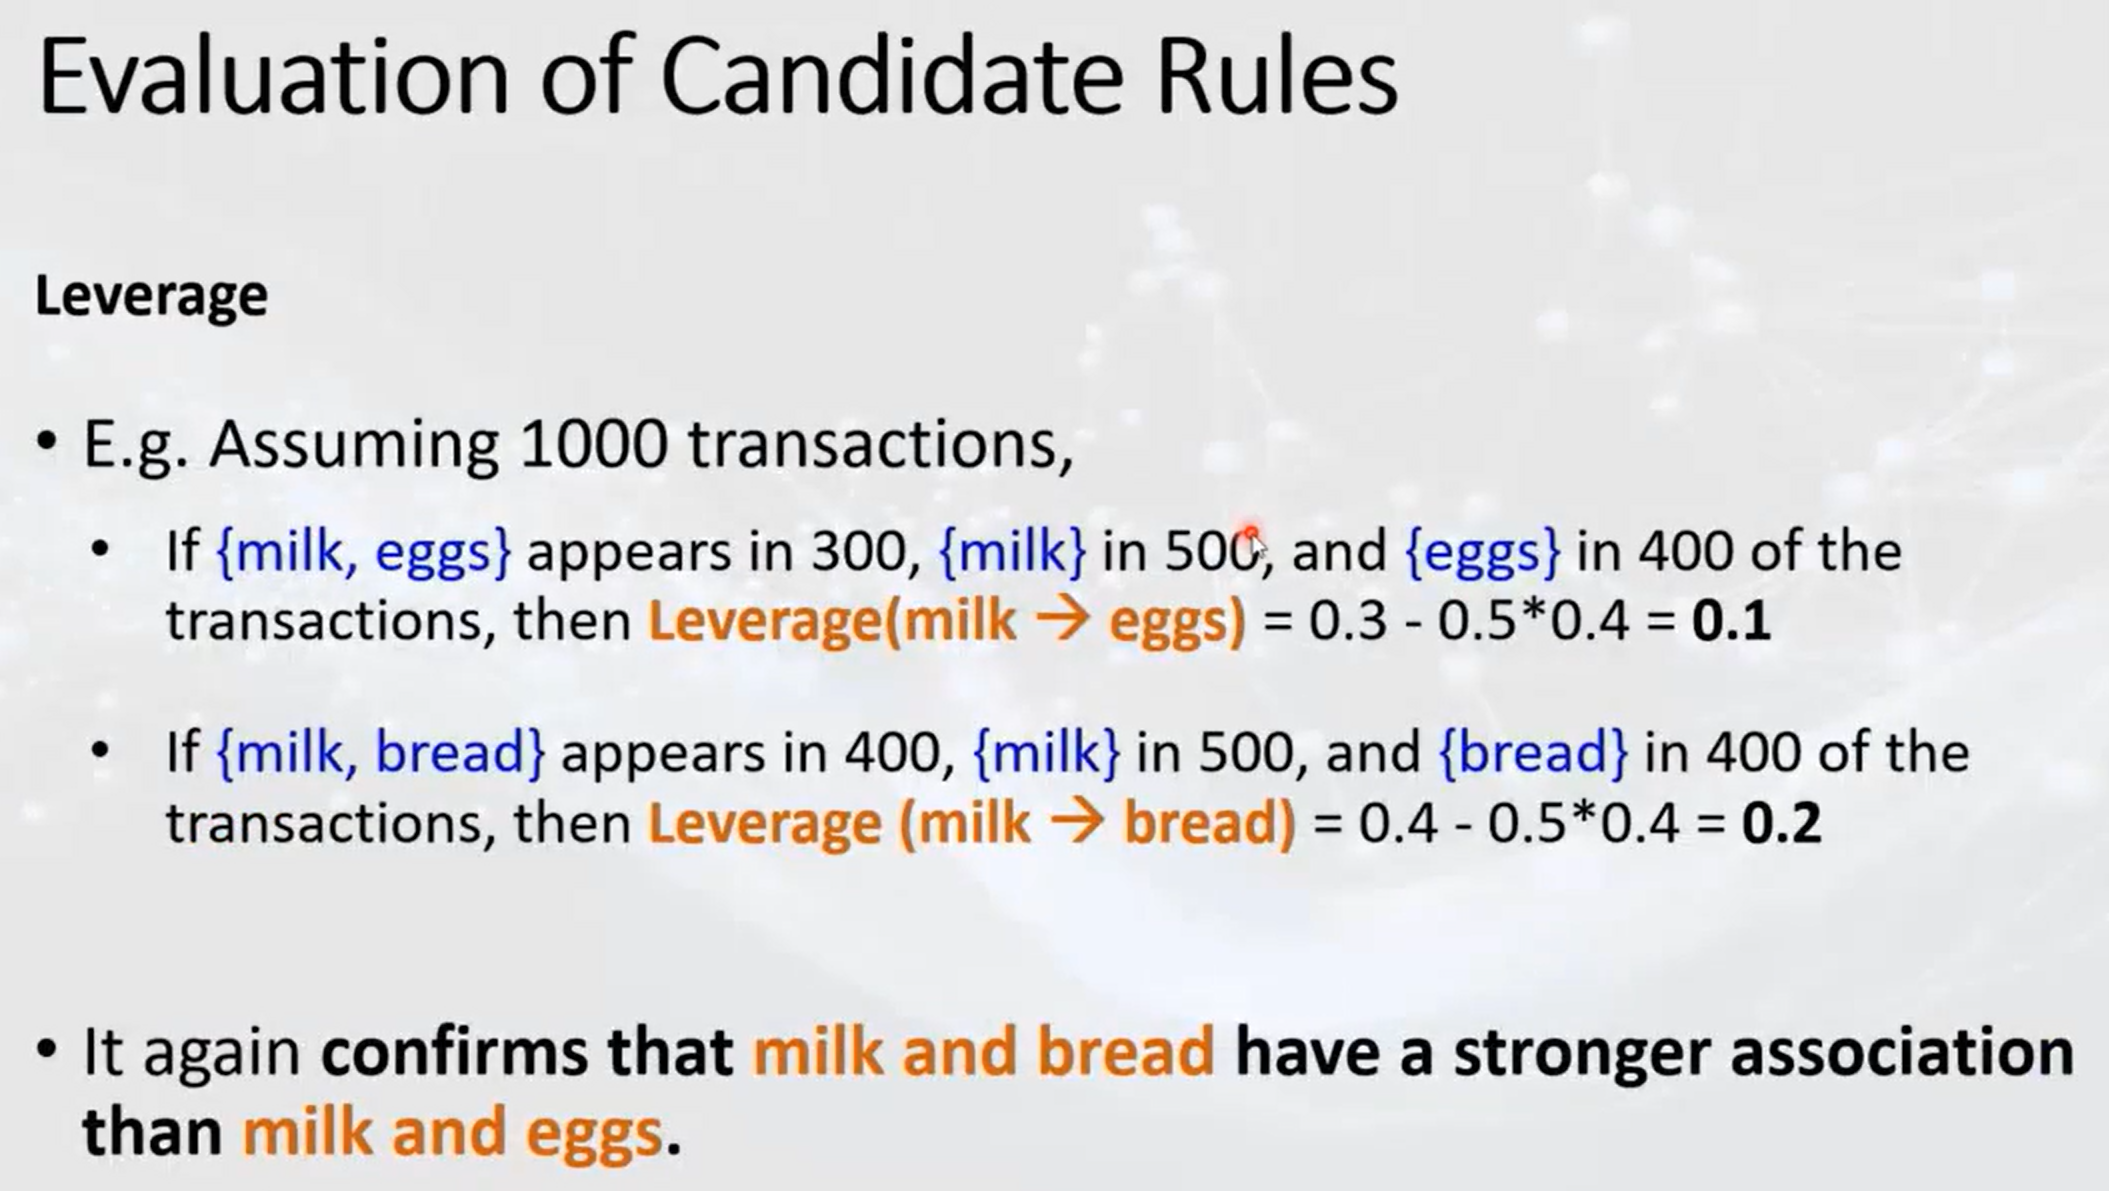 Evaluation of Candidate Rules
Leverage
• E.g. Assuming 1000 transactions,
• If {milk, eggs} appears in 300, {milk} in 500, and {eggs} in 400 of the
transactions, then Leverage(milk → eggs) = 0.3 - 0.5*0.4 = 0.1
• If {milk, bread} appears in 400, {milk} in 500, and {bread} in 400 of the
transactions, then Leverage (milk → bread) = 0.4 - 0.5*0.4 = 0.2
• It again confirms that milk and bread have a stronger association
than milk and eggs.